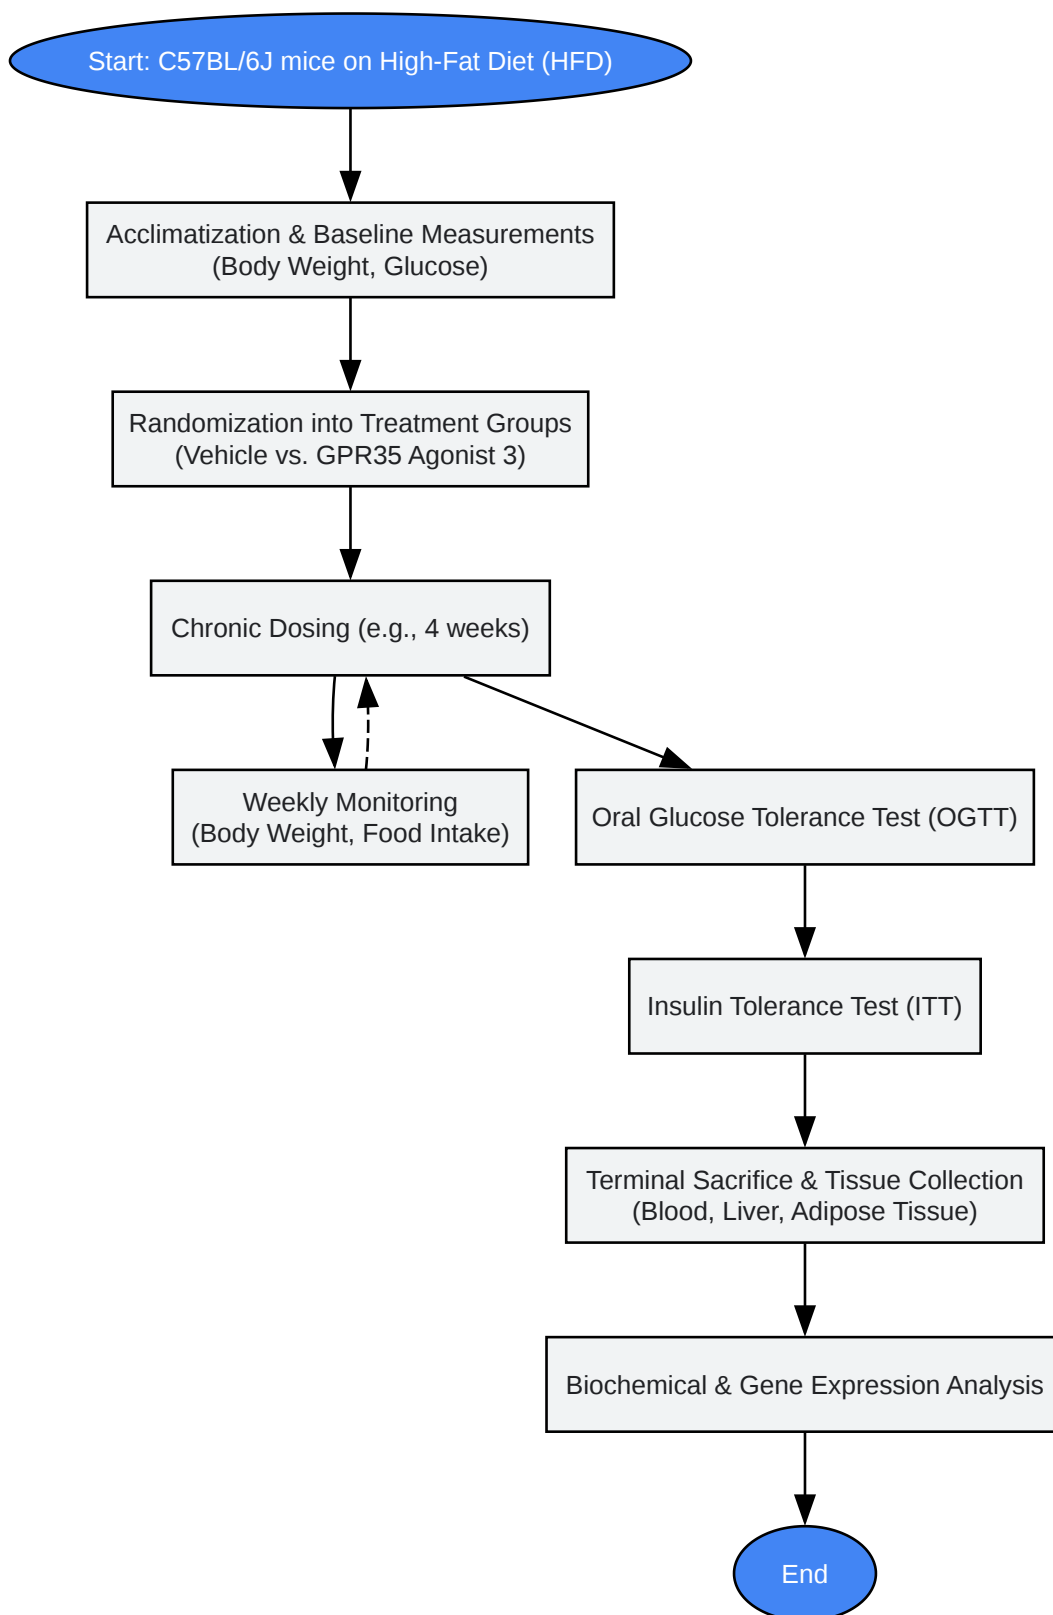 Start: C57BL/6J mice on High-Fat Diet (HFD)
Acclimatization & Baseline Measurements
(Body Weight, Glucose)
Randomization into Treatment Groups
(Vehicle vs. GPR35 Agonist 3)
Chronic Dosing (e.g., 4 weeks)
Weekly Monitoring
(Body Weight, Food Intake)
Oral Glucose Tolerance Test (OGTT)
Insulin Tolerance Test (ITT)
Terminal Sacrifice & Tissue Collection
(Blood, Liver, Adipose Tissue)
Biochemical & Gene Expression Analysis
End